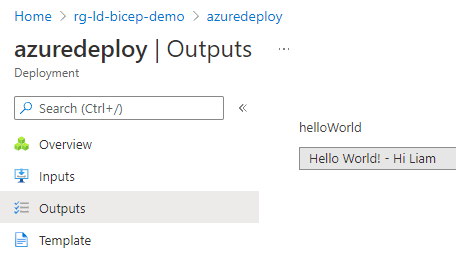 Home > rg-ld-bicep-demo > azuredeploy
azuredeploy | Outputs ...
Deployment
Search (Ctrl+/) «
Overview
Inputs
Outputs
Template
helloWorld
Hello World! - Hi Liam